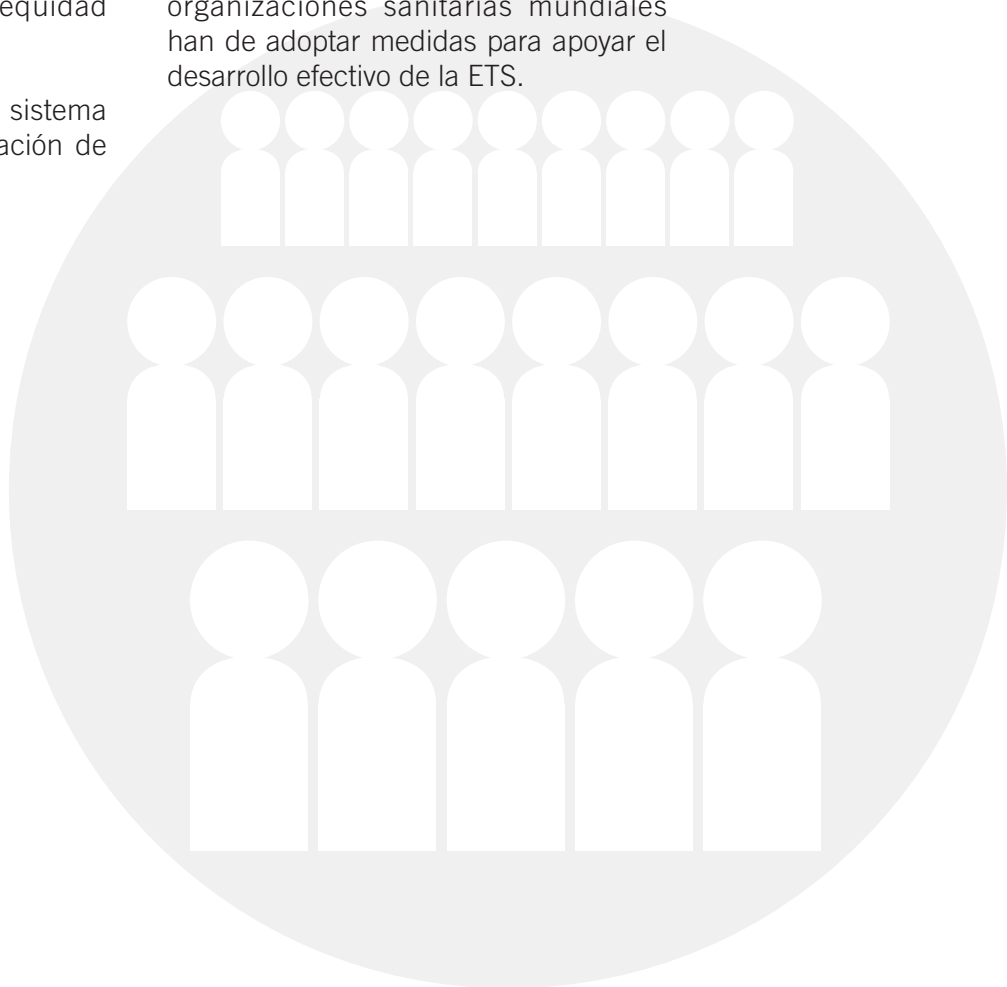 equidad
sistema
ación de
organizaciones sanitarias mundiales
han de adoptar medidas para apoyar el
desarrollo efectivo de la ETS.